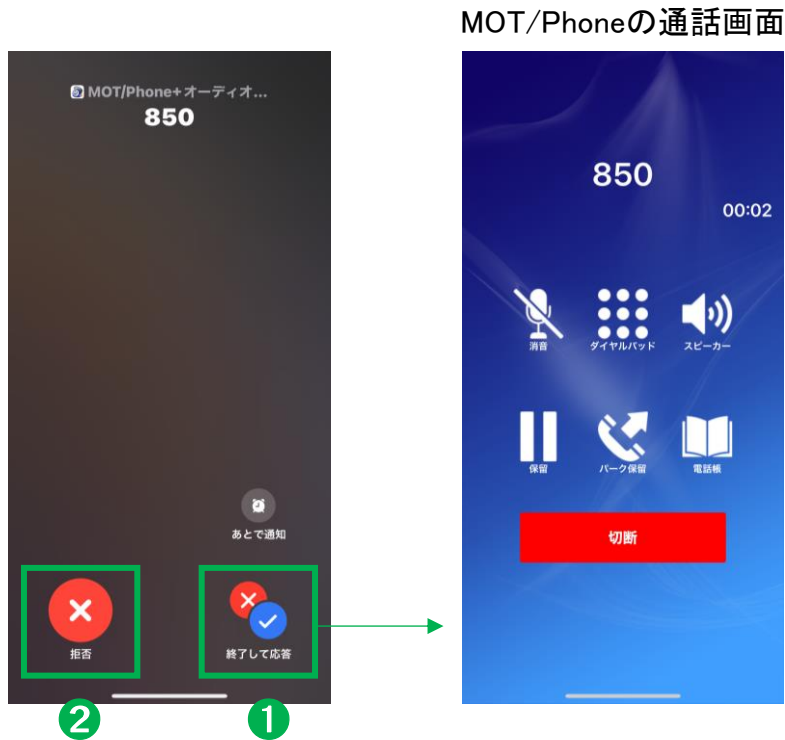 MOT/Phoneの通話画面
MOT/Phone+オーディオ...
850
あとで通知
拒否
終了して応答
2
1
850
00:02
消音
ダイヤルパッド
スピーカー
保留
パーク保留
電話帳
切断